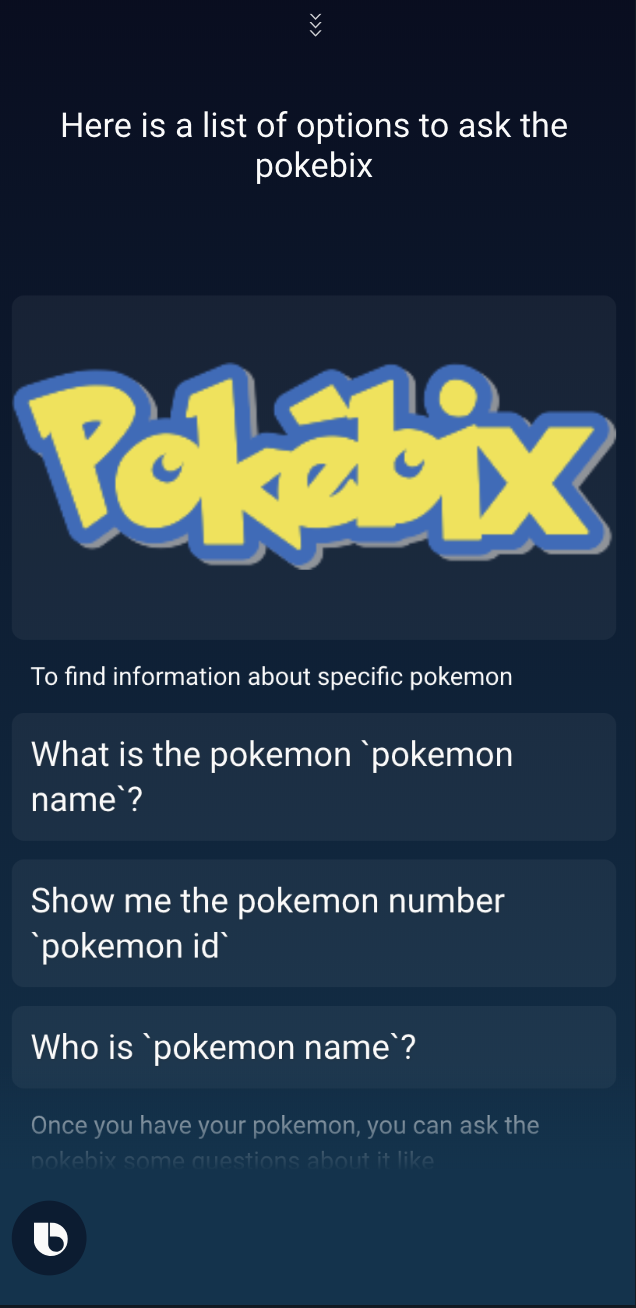 Here is a list of options to ask the
pokebix
Pokébix
To find information about specific pokemon
What is the pokemon `pokemon
name`?
Show me the pokemon number
`pokemon id`
Who is `pokemon name`?
Once you have your pokemon, you can ask the
pokebix some questions about it like